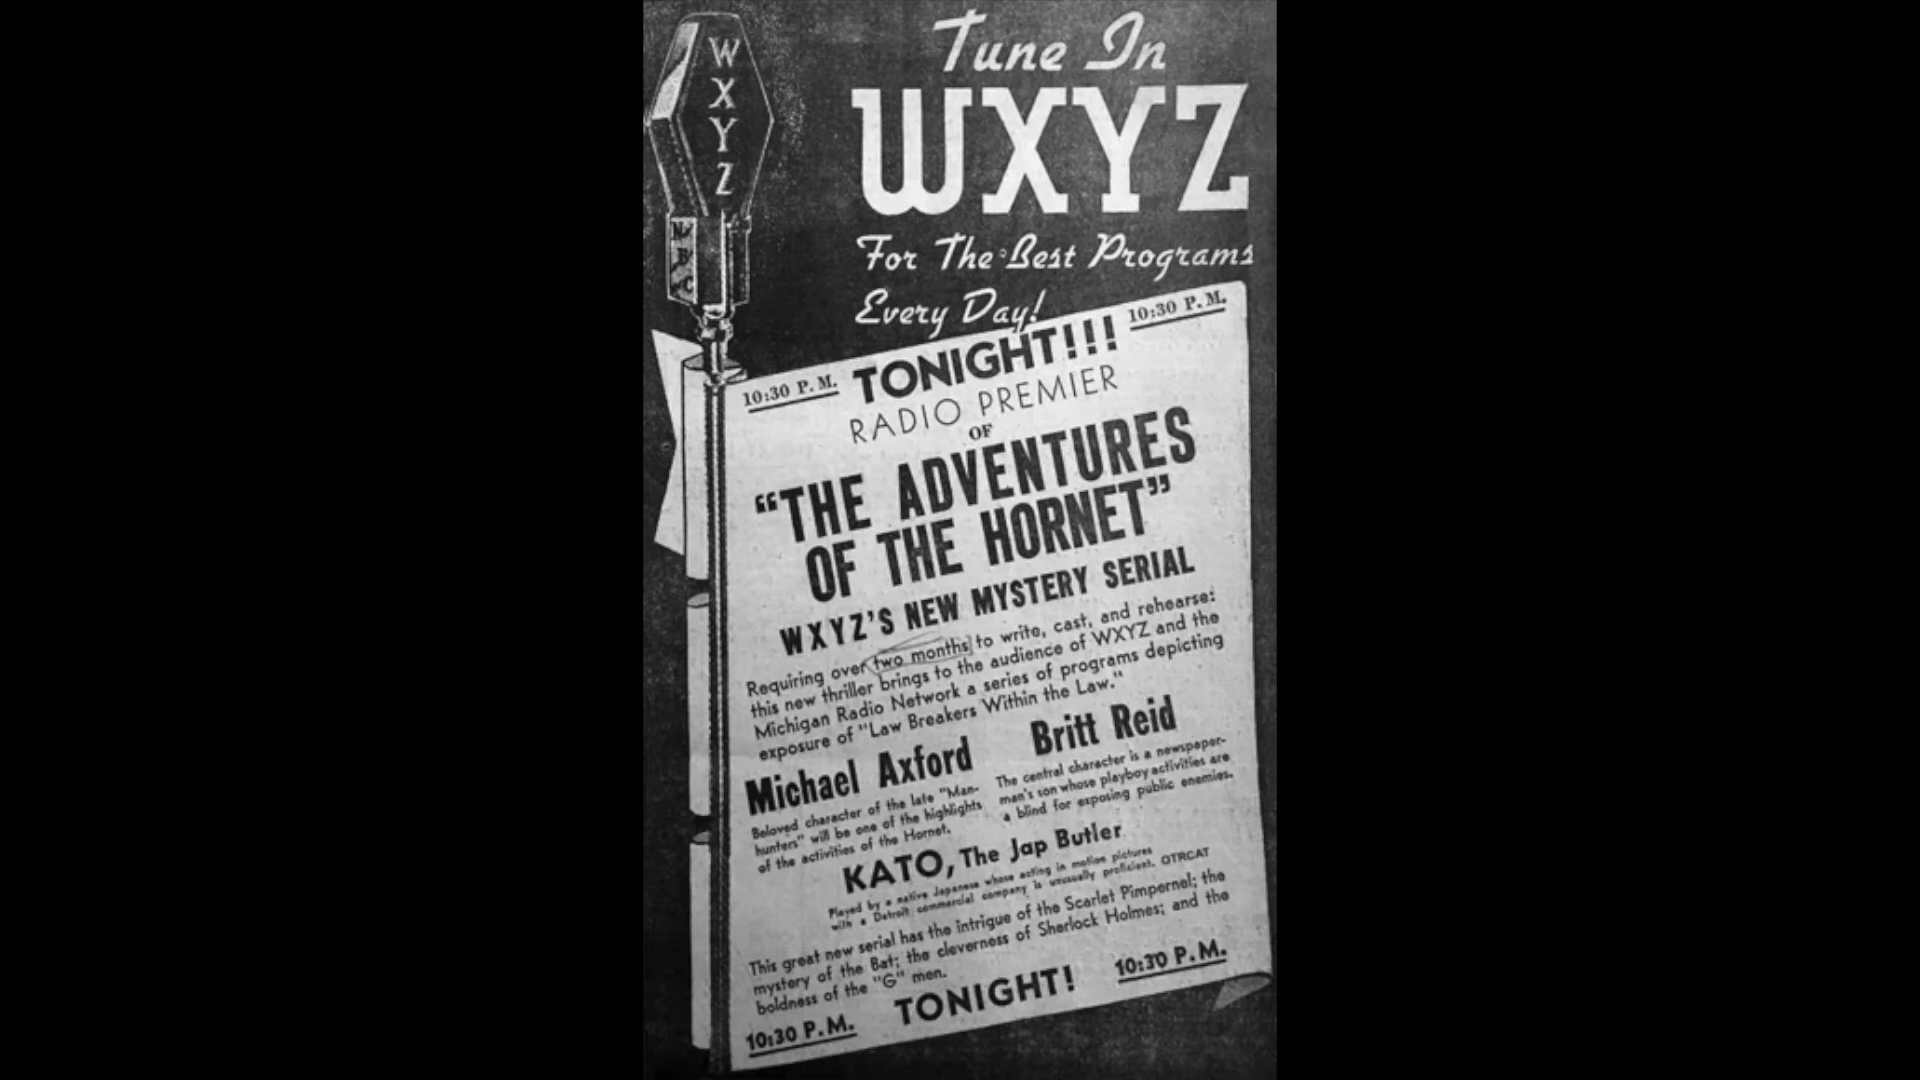 W
X
Y
Z
N
B
C
Tune In
WXYZ
For The Best Programs
Every Day!
10:30 P. M.
10:30 P. M.
TONIGHT!!!
RADIO PREMIER
OF
“THE ADVENTURES
OF THE HORNET”
WXYZ'S NEW MYSTERY SERIAL
Requiring over two months to write, cast, and rehearse:
this new thriller brings to the audience of WXYZ and the
Michigan Radio Network a series of programs depicting
exposure of "Law Breakers Within the Law."
Michael Axford
Beloved character of the late "Man-
hunters" will be one of the highlights
of the activities of the Hornet.
Britt Reid
The central character is a newspaper-
man's son whose playboy activities are
a blind for exposing public enemies.
KATO, The Jap Butler
Played by a native Japanese whose acting in motion pictures
with a Detroit commercial company is unusually proficient. OTRCAT
This great new serial has the intrigue of the Scarlet Pimpernel; the
mystery of the Bat; the cleverness of Sherlock Holmes; and the
boldness of the "G" men.
10:30 P. M.
TONIGHT!
10:30 P. M.